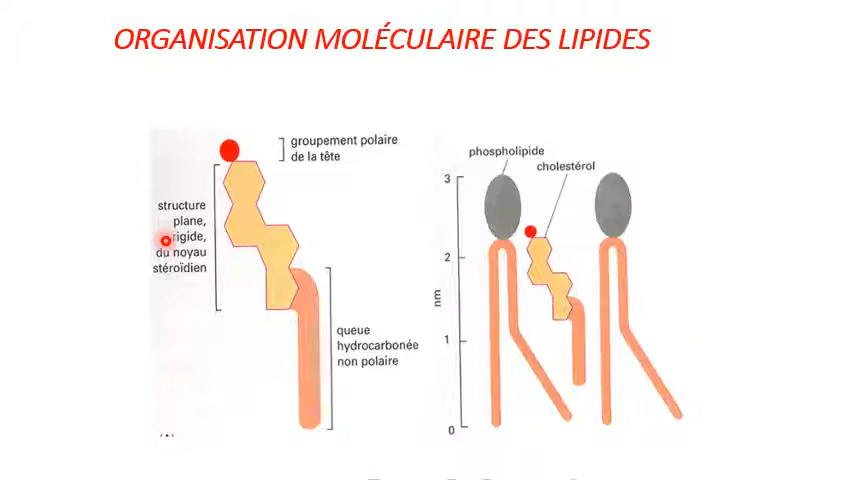 ORGANISATION MOLÉCULAIRE DES LIPIDES
groupement polaire
de la tête
structure
plane,
rigide,
du noyau
stéroïdien
queue
hydrocarbonée
non polaire
phospholipide
cholestérol
3
2
nm
1
0